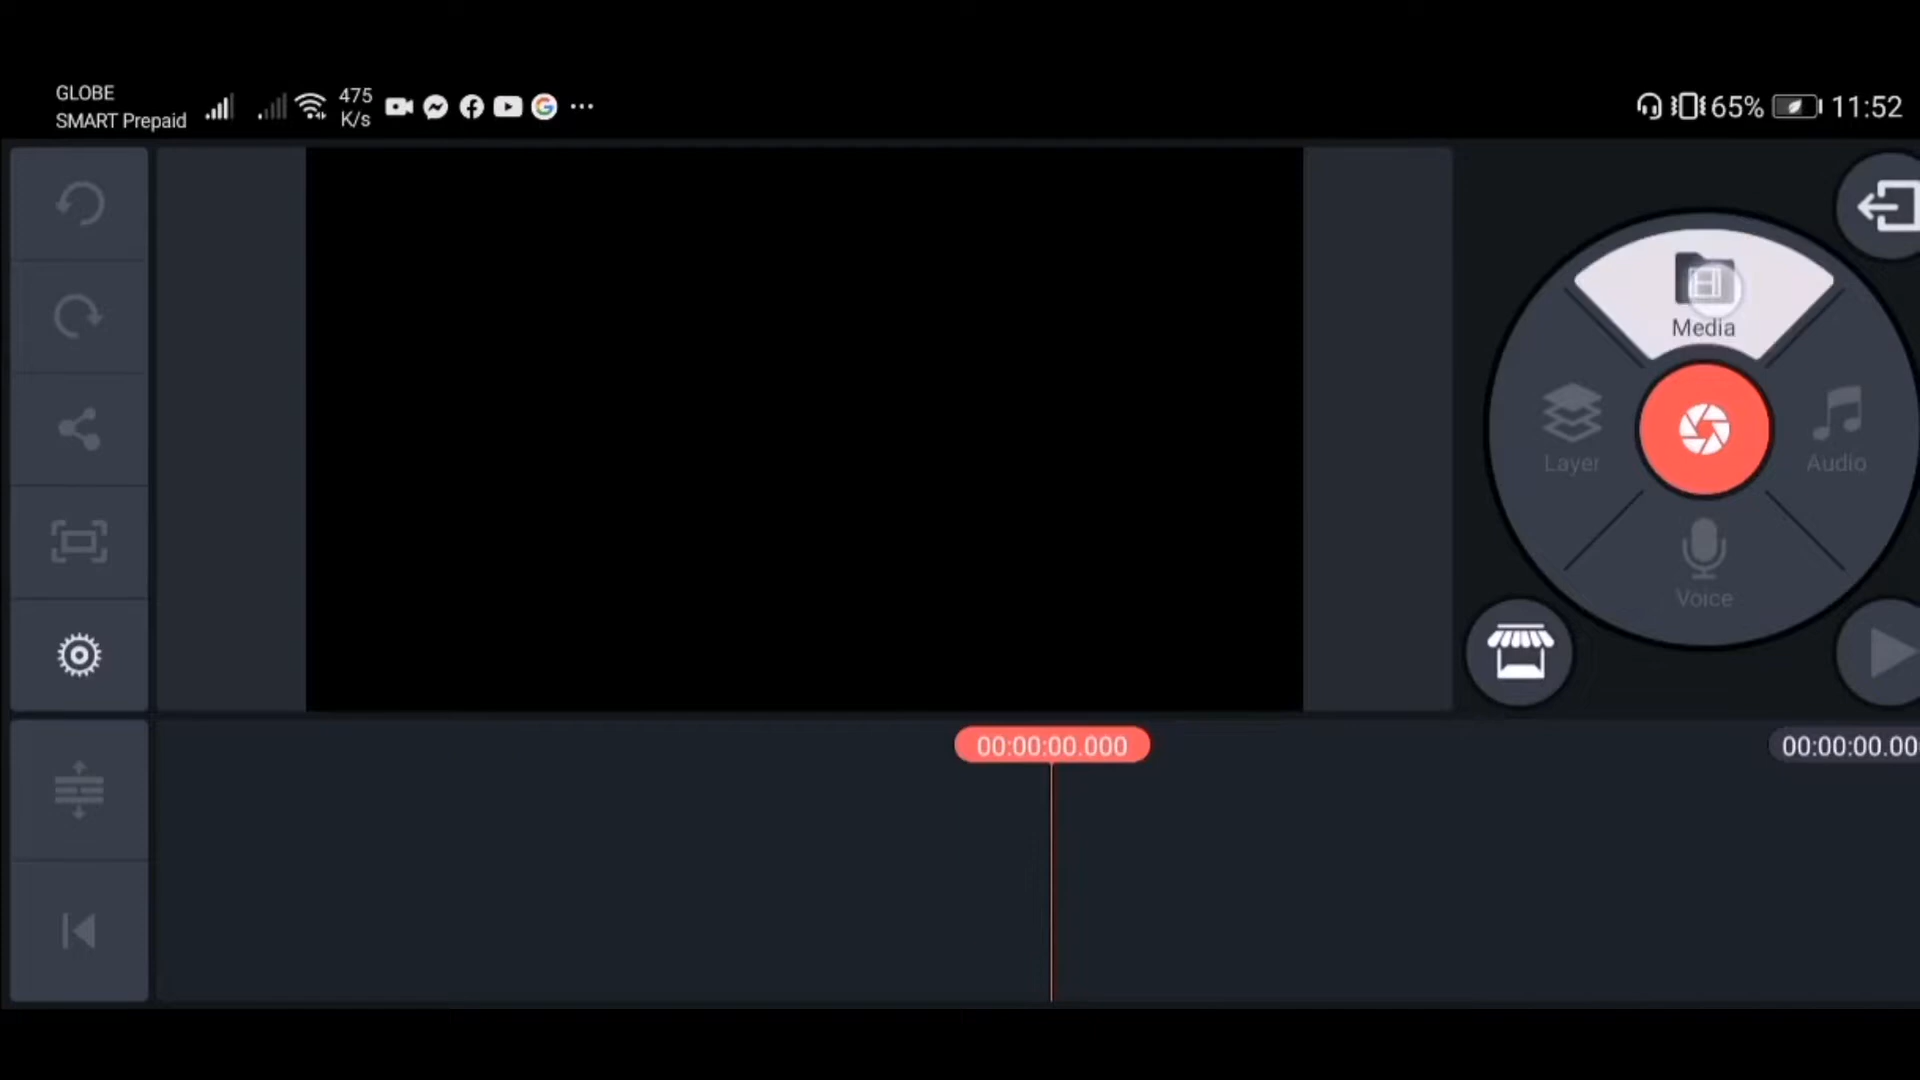 GLOBE
SMART Prepaid
475
K/s
65%
11:52
Media
Layer
Audio
Voice
00:00:00.000
00:00:00.00